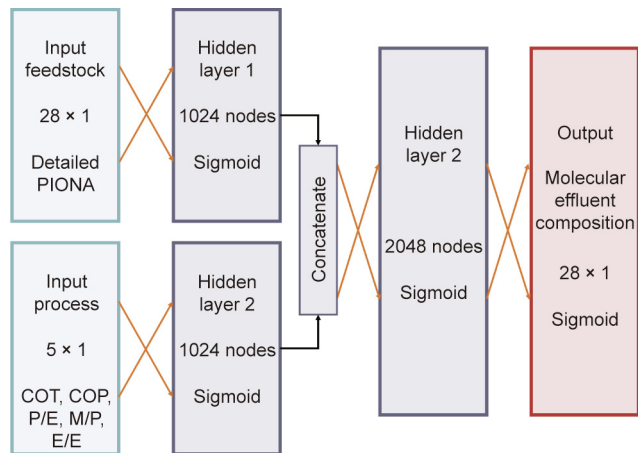 Input
feedstock
28 × 1
Detailed
PIONA
Hidden
layer 1
1024 nodes
Sigmoid
Input
process
5 × 1
COT, COP,
P/E, M/P,
E/E
Hidden
layer 2
1024 nodes
Sigmoid
Concatenate
Hidden
layer 2
2048 nodes
Sigmoid
Output
Molecular
effluent
composition
28 × 1
Sigmoid